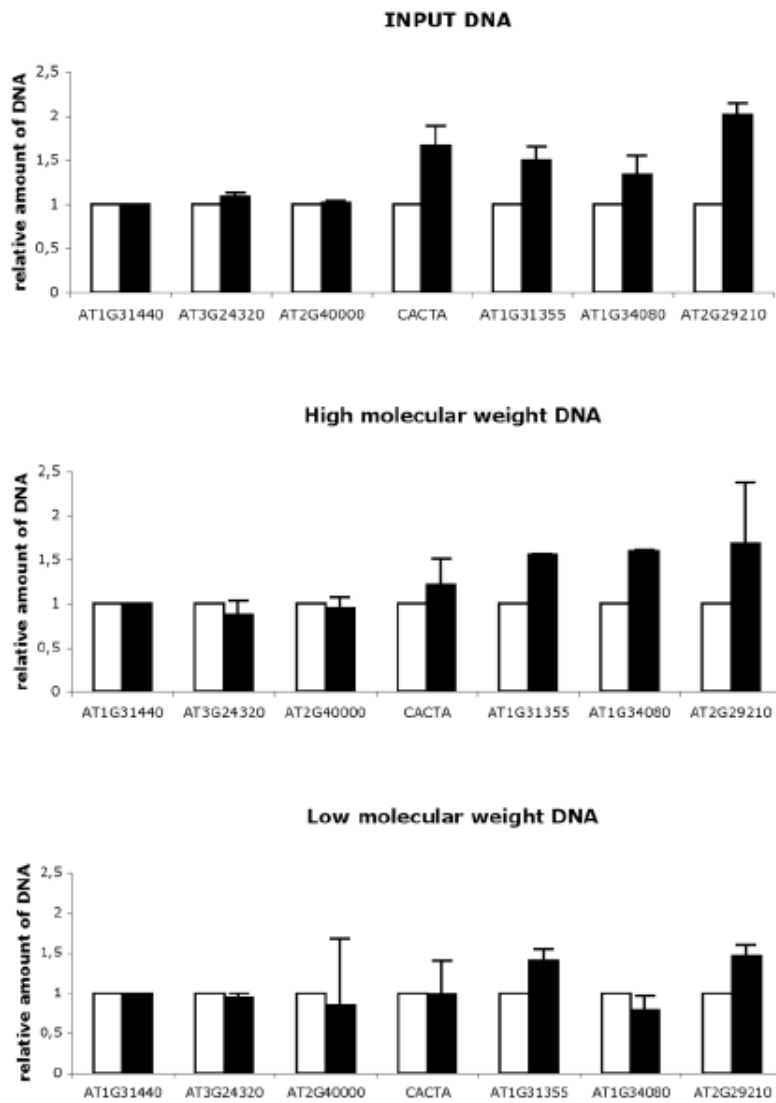 INPUT DNA
relative amount of DNA
2,5
2
1,5
1
0,5
0
AT1G31440 AT3G24320 AT2G40000 CACTA AT1G31355 AT1G34080 AT2G29210
High molecular weight DNA
relative amount of DNA
2,5
2
1,5
1
0,5
0
AT1G31440 AT3G24320 AT2G40000 CACTA AT1G31355 AT1G34080 AT2G29210
Low molecular weight DNA
relative amount of DNA
2,5
2
1,5
1
0,5
0
AT1G31440 AT3G24320 AT2G40000 CACTA AT1G31355 AT1G34080 AT2G29210